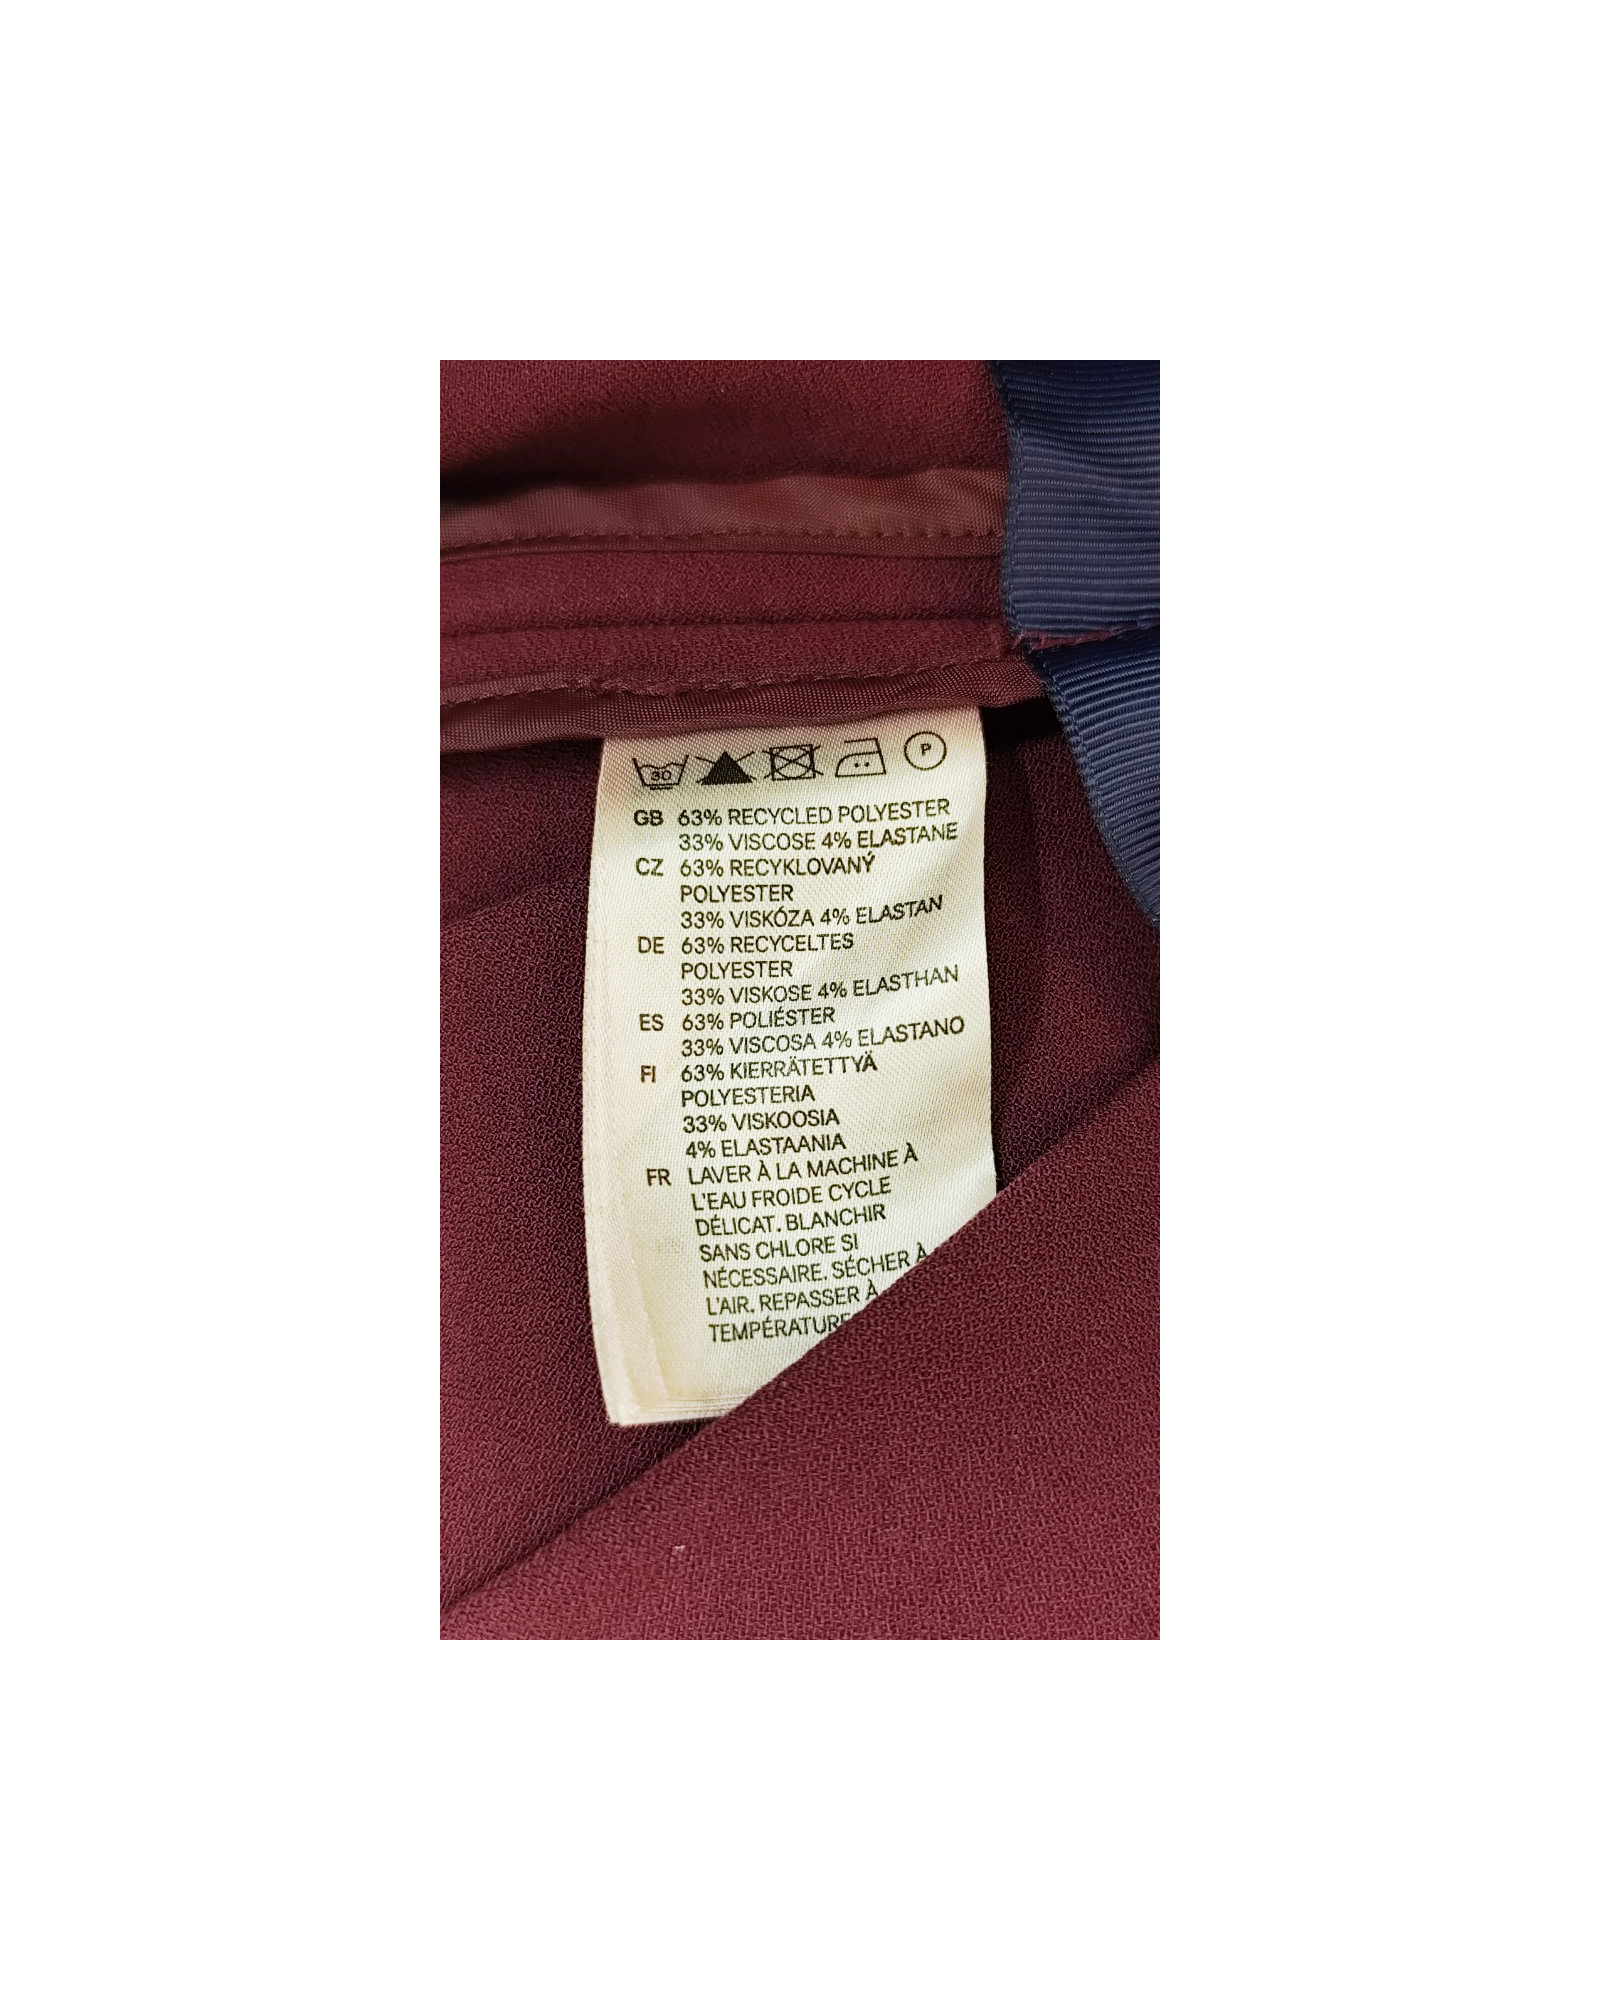 30 P
GB 63% RECYCLED POLYESTER
33% VISCOSE 4% ELASTANE
CZ 63% RECYKLOVANÝ
POLYESTER
33% VISKÓZA 4% ELASTAN
DE 63% RECYCELTES
POLYESTER
33% VISKOSE 4% ELASTHAN
ES 63% POLIÉSTER
33% VISCOSA 4% ELASTANO
FI 63% KIERRÄTETTYÄ
POLYESTERIA
33% VISKOOSIA
4% ELASTAANIA
FR LAVER À LA MACHINE À
L'EAU FROIDE CYCLE
DÉLICAT. BLANCHIR
SANS CHLORE SI
NÉCESSAIRE. SÉCHER À
L'AIR. REPASSER À
TEMPÉRATURE